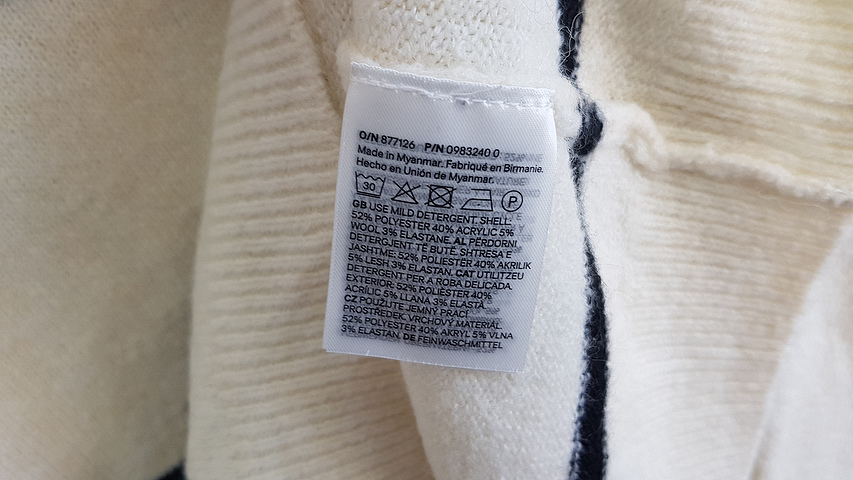 O/N 877126 P/N 0983240 0
Made in Myanmar. Fabriqué en Birmanie.
Hecho en Unión de Myanmar.
30 P
GB USE MILD DETERGENT. SHELL:
52% POLYESTER 40% ACRYLIC 5%
WOOL 3% ELASTANE. AL PËRDORNI
DETERGJENT TË BUTË. SHTRESA E
JASHTME: 52% POLIESTER 40% AKRILIK
5% LESH 3% ELASTAN. CAT UTILITZEU
DETERGENT PER A ROBA DELICADA.
EXTERIOR: 52% POLIÈSTER 40%
ACRÍLIC 5% LLANA 3% ELASTÀ.
CZ POUŽIJTE JEMNÝ PRACÍ
PROSTŘEDEK. VRCHOVÝ MATERIÁL:
52% POLYESTER 40% AKRYL 5% VLNA
3% ELASTAN. DE FEINWASCHMITTEL